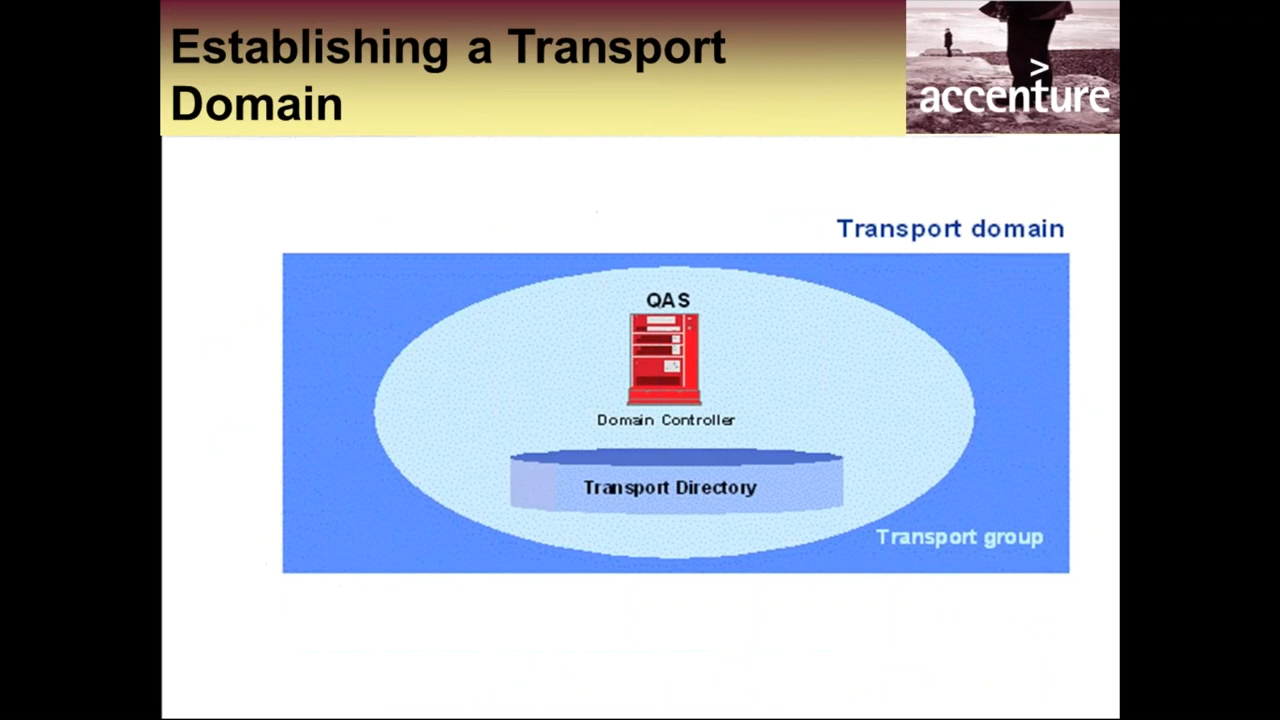 Establishing a Transport
Domain
>
accenture
Transport domain
QAS
Domain Controller
Transport Directory
Transport group